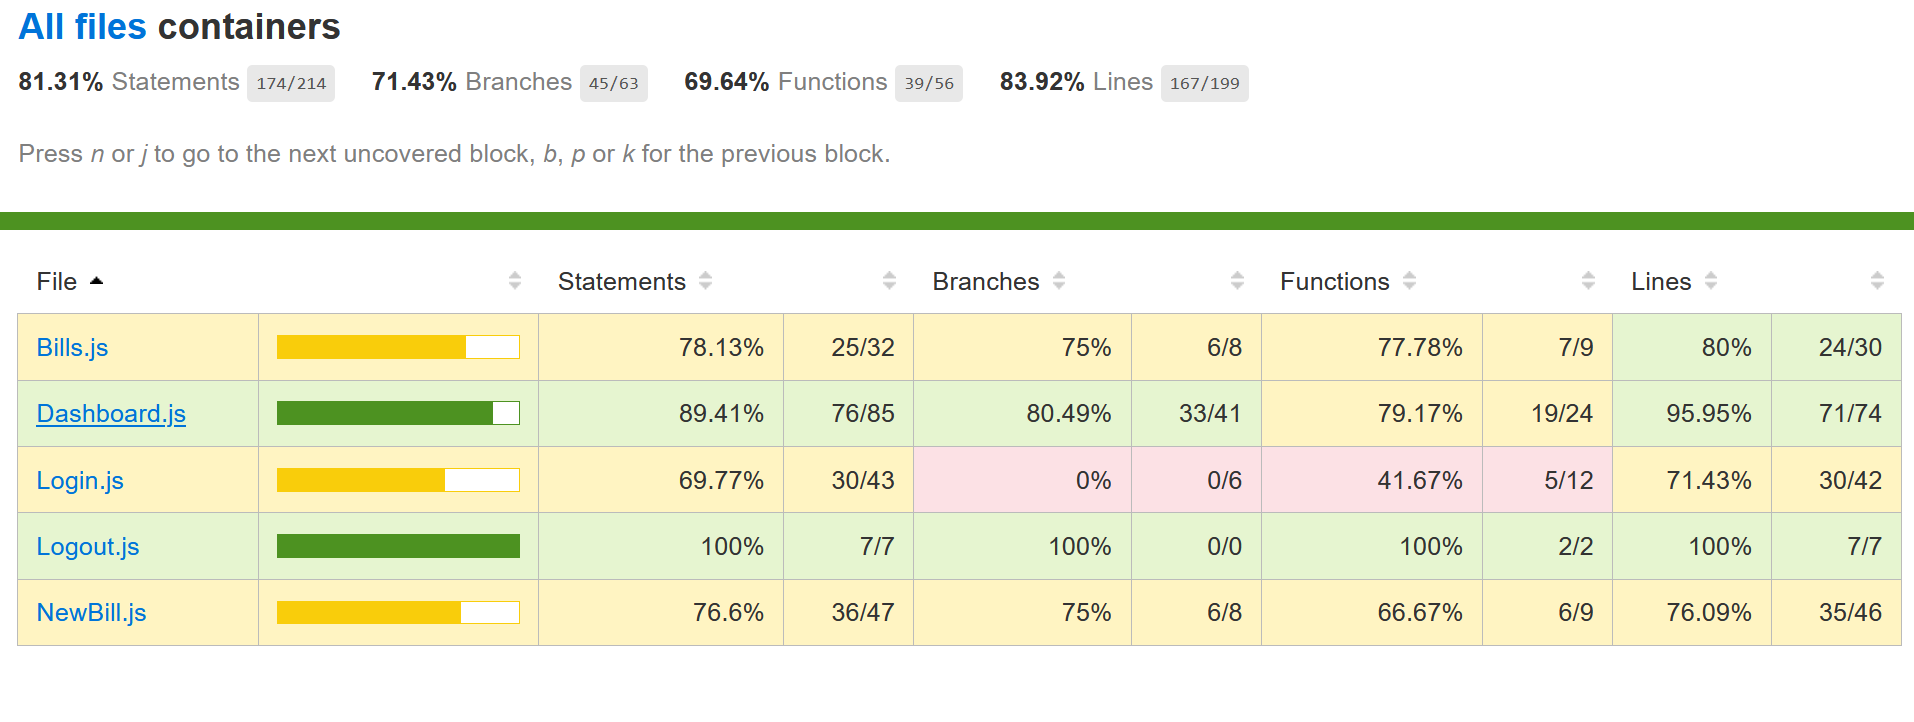 All files containers
81.31% Statements 174/214 71.43% Branches 45/63 69.64% Functions 39/56 83.92% Lines 167/199
Press n or j to go to the next uncovered block, b, p or k for the previous block.
File Statements Branches Functions Lines
Bills.js 78.13% 25/32 75% 6/8 77.78% 7/9 80% 24/30
Dashboard.js 89.41% 76/85 80.49% 33/41 79.17% 19/24 95.95% 71/74
Login.js 69.77% 30/43 0% 0/6 41.67% 5/12 71.43% 30/42
Logout.js 100% 7/7 100% 0/0 100% 2/2 100% 7/7
NewBill.js 76.6% 36/47 75% 6/8 66.67% 6/9 76.09% 35/46